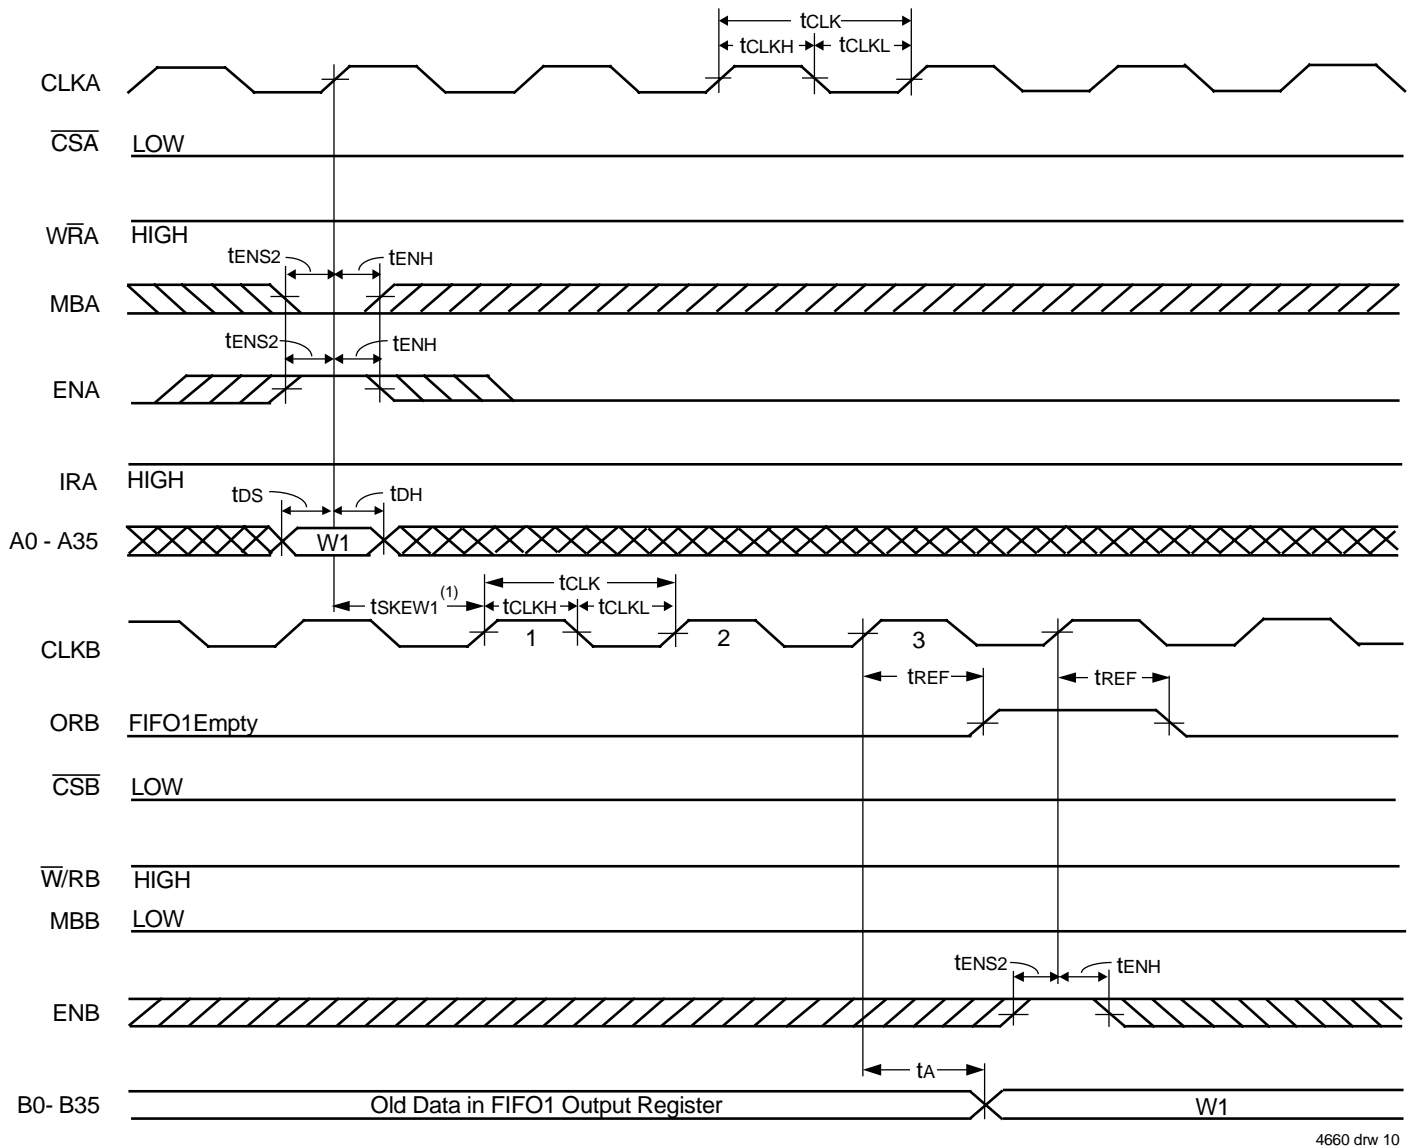 tCLK
tCLKH tCLKL
CLKA
CSA LOW
WRA HIGH
tENS2 tENH
MBA
tENS2 tENH
ENA
IRA HIGH
tDS tDH
A0 - A35 W1
tSKEW1 (1) tCLK
tCLKH tCLKL
CLKB 1 2 3
tREF tREF
ORB FIFO1Empty
CSB LOW
W/RB HIGH
MBB LOW
tENS2 tENH
ENB
tA
B0- B35 Old Data in FIFO1 Output Register W1
4660 drw 10